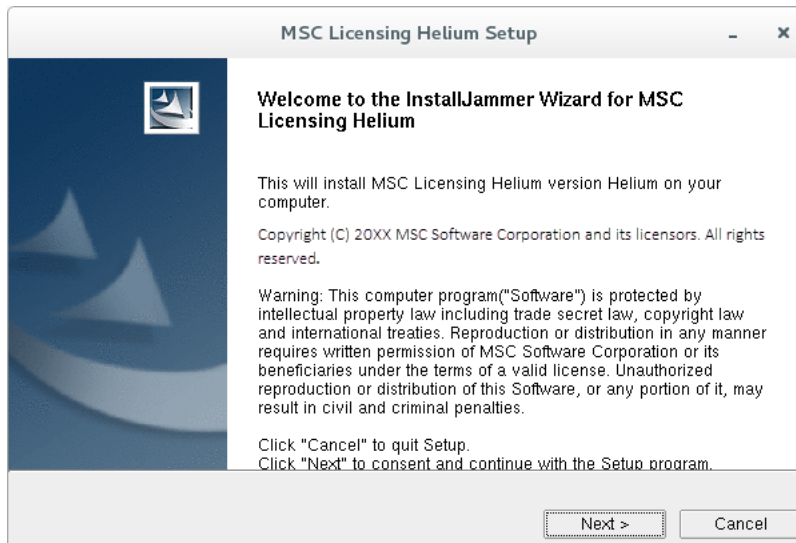 MSC Licensing Helium Setup
Welcome to the InstallJammer Wizard for MSC
Licensing Helium
This will install MSC Licensing Helium version Helium on your
computer.
Copyright (C) 20XX MSC Software Corporation and its licensors. All rights
reserved.
Warning: This computer program("Software") is protected by
intellectual property law including trade secret law, copyright law
and international treaties. Reproduction or distribution in any manner
requires written permission of MSC Software Corporation or its
beneficiaries under the terms of a valid license. Unauthorized
reproduction or distribution of this Software, or any portion of it, may
result in civil and criminal penalties.
Click "Cancel" to quit Setup.
Click "Next" to consent and continue with the Setup program.
Next >
Cancel